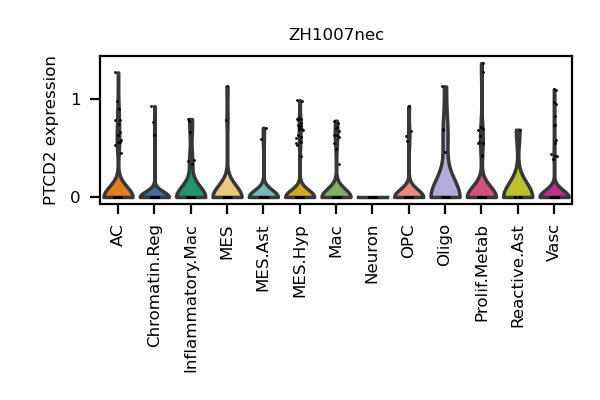 ZH1007nec
PTCD2 expression
1
0
AC
Chromatin.Reg
Inflammatory.Mac
MES
MES.Ast
MES.Hyp
Mac
Neuron
OPC
Oligo
Prolif.Metab
Reactive.Ast
Vasc